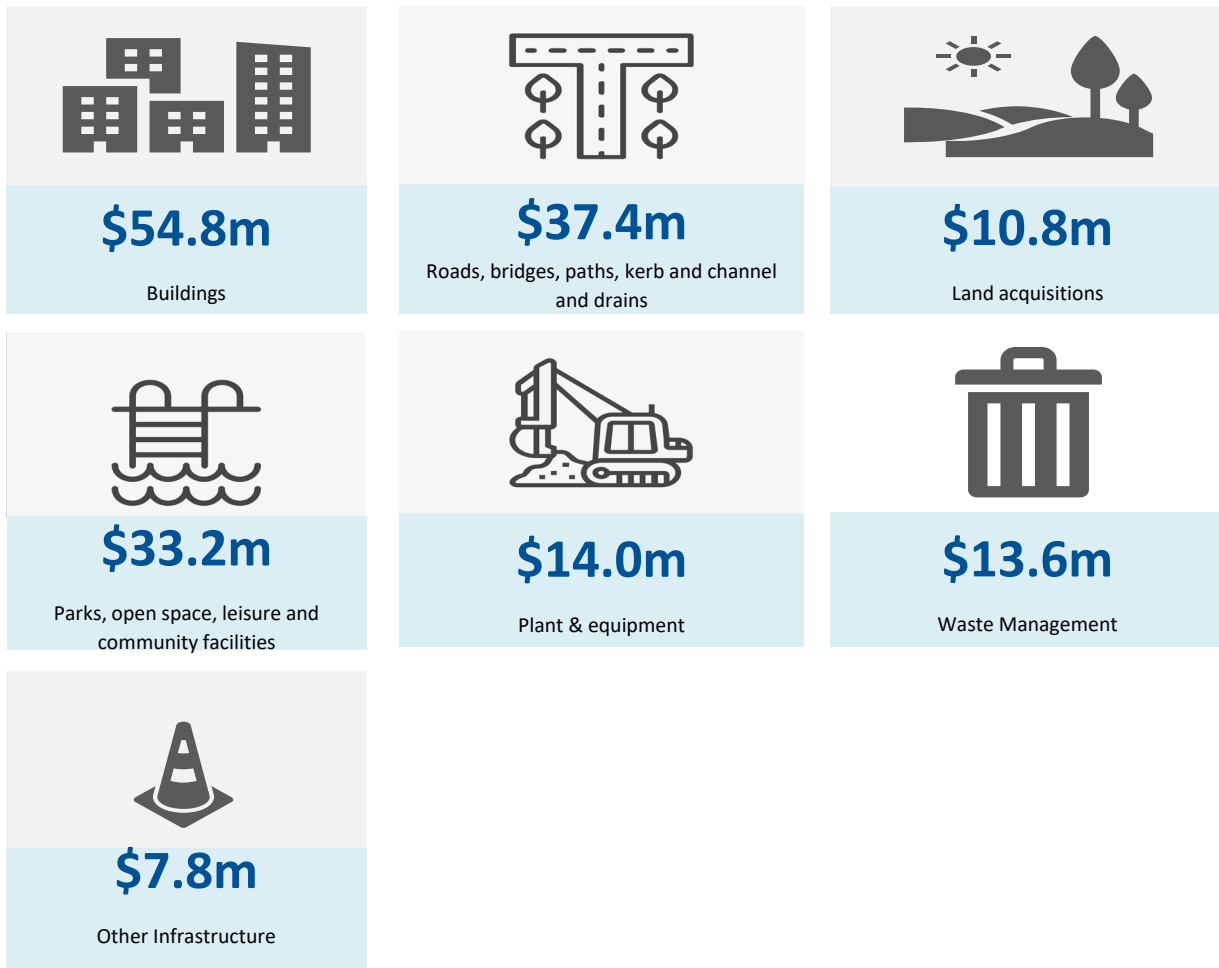 $54.8m
Buildings
$37.4m
Roads, bridges, paths, kerb and channel
and drains
$10.8m
Land acquisitions
$33.2m
Parks, open space, leisure and
community facilities
$14.0m
Plant & equipment
$13.6m
Waste Management
$7.8m
Other Infrastructure